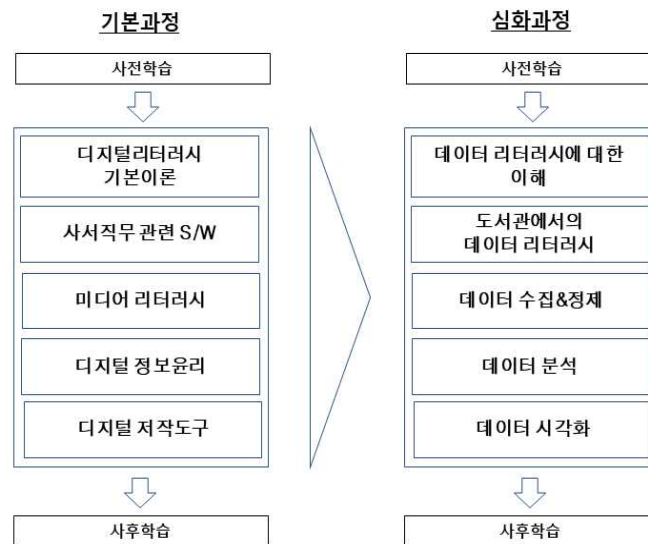 기본과정
사전학습
디지털리터러시
기본이론
사서직무 관련 S/W
미디어 리터러시
디지털 정보윤리
디지털 저작도구
사후학습
심화과정
사전학습
데이터 리터러시에 대한
이해
도서관에서의
데이터 리터러시
데이터 수집&정제
데이터 분석
데이터 시각화
사후학습